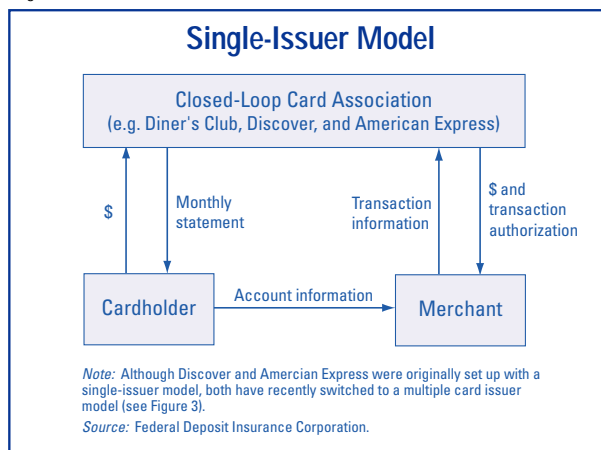 Single-Issuer Model
Closed-Loop Card Association
(e.g. Diner's Club, Discover, and American Express)
$
Monthly
statement
Transaction
information
$ and
transaction
authorization
Cardholder
Account information
Merchant
Note: Although Discover and Amercian Express were originally set up with a
single-issuer model, both have recently switched to a multiple card issuer
model (see Figure 3).
Source: Federal Deposit Insurance Corporation.